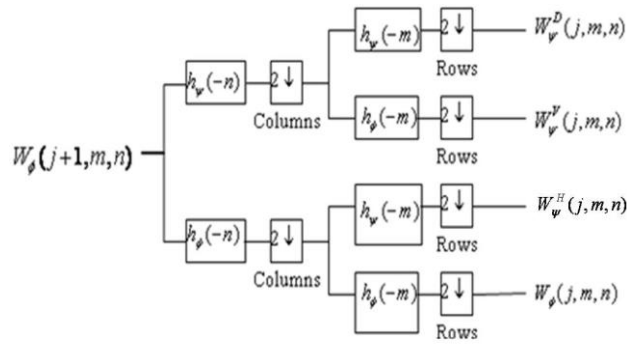 h_ψ(-m) 2↓ W_ψ^D(j,m,n)
Rows
h_ψ(-n) 2↓
Columns
h_ϕ(-m) 2↓ W_ψ^V(j,m,n)
Rows
W_ϕ(j+1,m,n)
h_ψ(-m) 2↓ W_ψ^H(j,m,n)
Rows
h_ϕ(-n) 2↓
Columns
h_ϕ(-m) 2↓ W_ϕ(j,m,n)
Rows